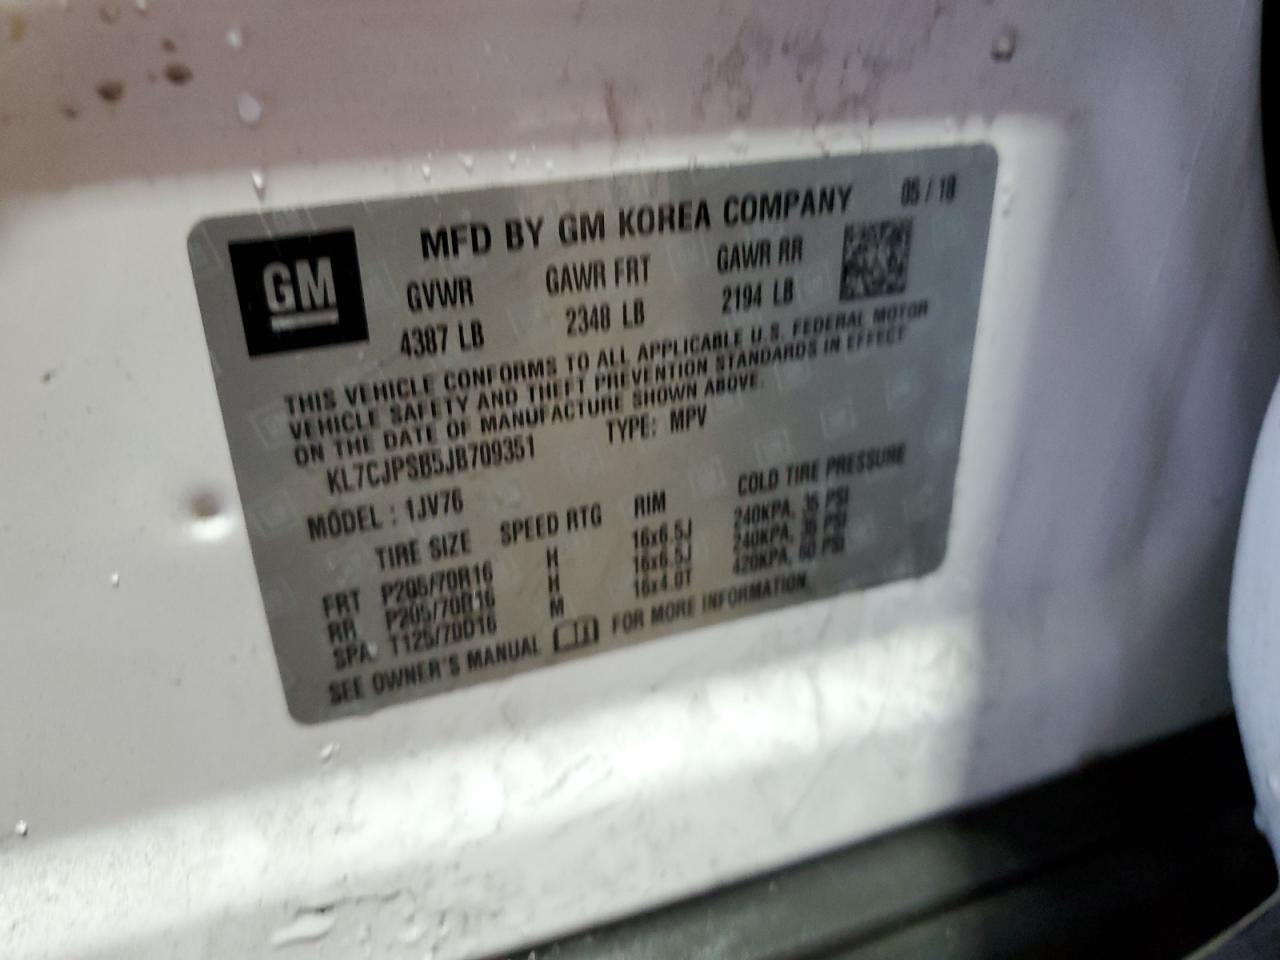 MFD BY GM KOREA COMPANY 05/18
GM
GVWR GAWR FRT GAWR RR
4387 LB 2348 LB 2194 LB
THIS VEHICLE CONFORMS TO ALL APPLICABLE U.S. FEDERAL MOTOR
VEHICLE SAFETY AND THEFT PREVENTION STANDARDS IN EFFECT
ON THE DATE OF MANUFACTURE SHOWN ABOVE.
KL7CJPSB5JB709351 TYPE: MPV
MODEL: 1JV76
TIRE SIZE SPEED RTG RIM COLD TIRE PRESSURE
FRT P205/70R16 H 16x6.5J 240KPA, 35 PSI
RR P205/70R16 H 16x6.5J 240KPA, 35 PSI
SPA T125/70D16 M 16x4.0T 420KPA, 60 PSI
SEE OWNER'S MANUAL FOR MORE INFORMATION.